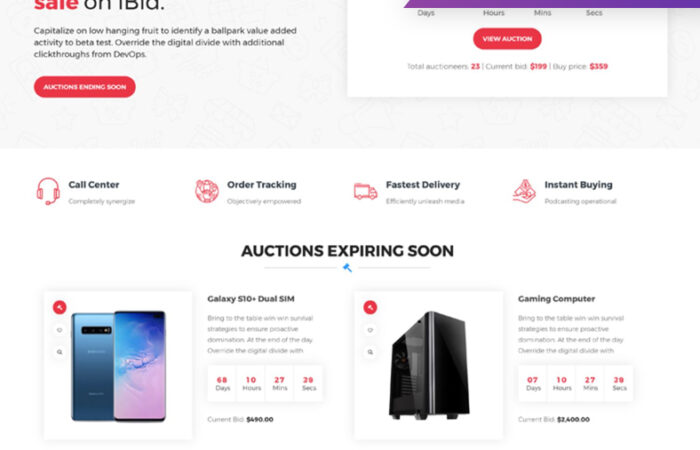 sale on iBid.
Capitalize on low hanging fruit to identify a ballpark value added
activity to beta test. Override the digital divide with additional
clickthroughs from DevOps.
AUCTIONS ENDING SOON
Days Hours Mins Secs
VIEW AUCTION
Total auctioneers: 23 | Current bid: $199 | Buy price: $359
Call Center
Completely synergize
Order Tracking
Objectively empowered
Fastest Delivery
Efficiently unleash media
Instant Buying
Podcasting operational
AUCTIONS EXPIRING SOON
Galaxy S10+ Dual SIM
Bring to the table win win survival
strategies to ensure proactive
domination. At the end of the day
Override the digital divide with
68 10 27 28
Days Hours Mins Secs
Current Bid: $490.00
Gaming Computer
Bring to the table win win survival
strategies to ensure proactive
domination. At the end of the day
Override the digital divide with
07 10 27 28
Days Hours Mins Secs
Current Bid: $2,400.00